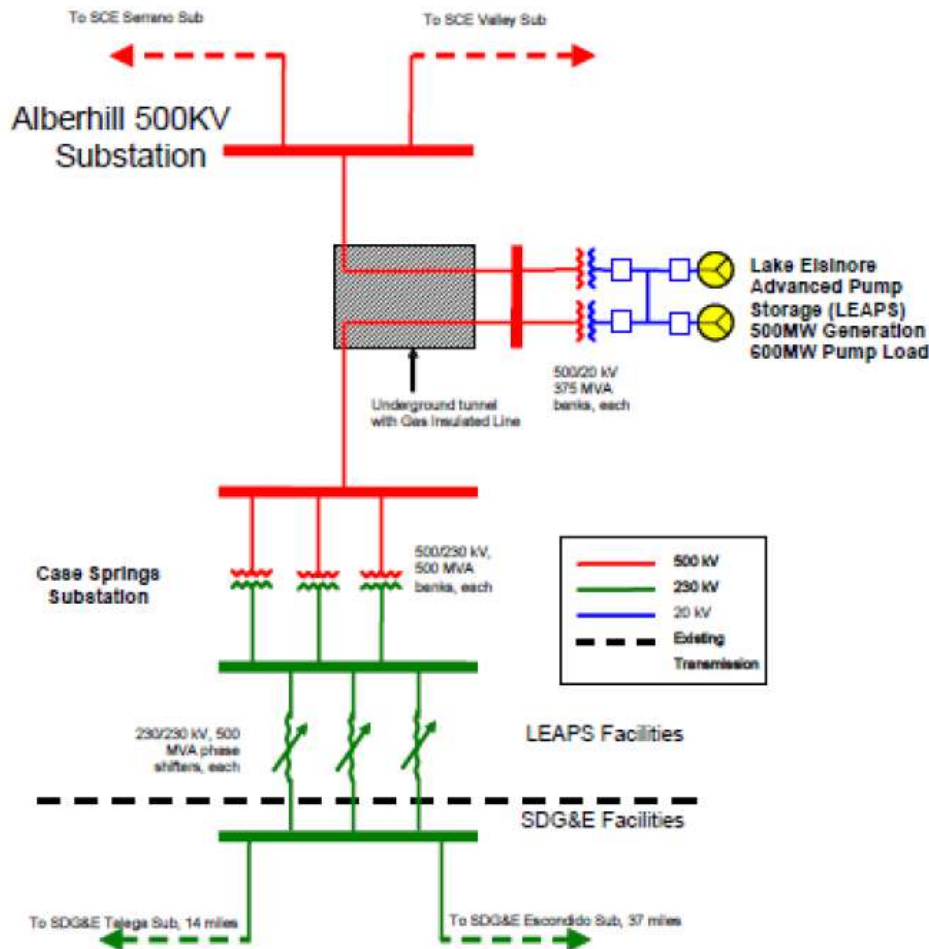 To SCE Serrano Sub
To SCE Valley Sub
Alberhill 500KV
Substation
Lake Elsinore
Advanced Pump
Storage (LEAPS)
500MW Generation
600MW Pump Load
500/20 kV
375 MVA
banks, each
Underground tunnel
with Gas Insulated Line
Case Springs
Substation
500/230 kV,
500 MVA
banks, each
500 kV
230 kV
20 kV
Existing
Transmission
230/230 kV, 500
MVA phase
shifters, each
LEAPS Facilities
SDG&E Facilities
To SDG&E Talega Sub, 14 miles
To SDG&E Escondido Sub, 37 miles